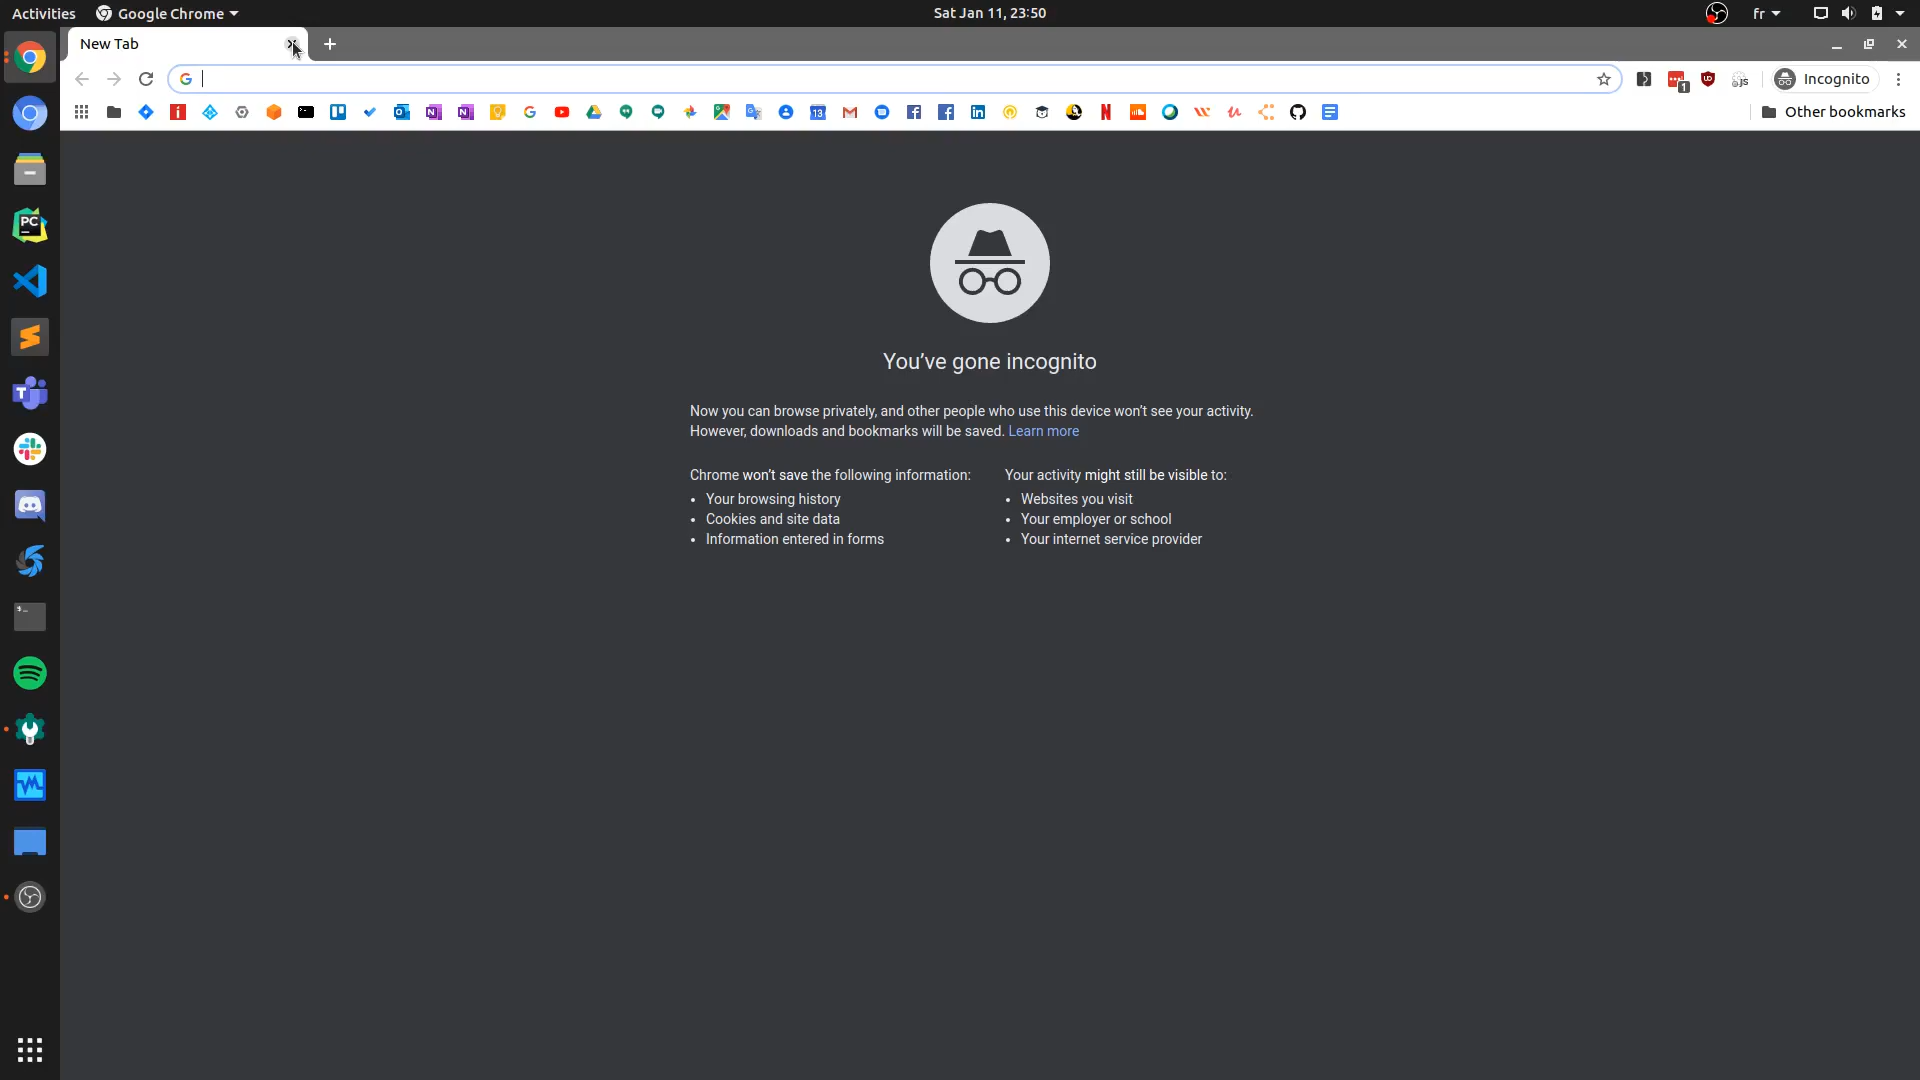 Activities
Google Chrome
Sat Jan 11, 23:50
fr
New Tab
1
JS
Incognito
13
Other bookmarks
PC
T
You've gone incognito
Now you can browse privately, and other people who use this device won't see your activity.
However, downloads and bookmarks will be saved. Learn more
Chrome won't save the following information:
Your browsing history
Cookies and site data
Information entered in forms
Your activity might still be visible to:
Websites you visit
Your employer or school
Your internet service provider